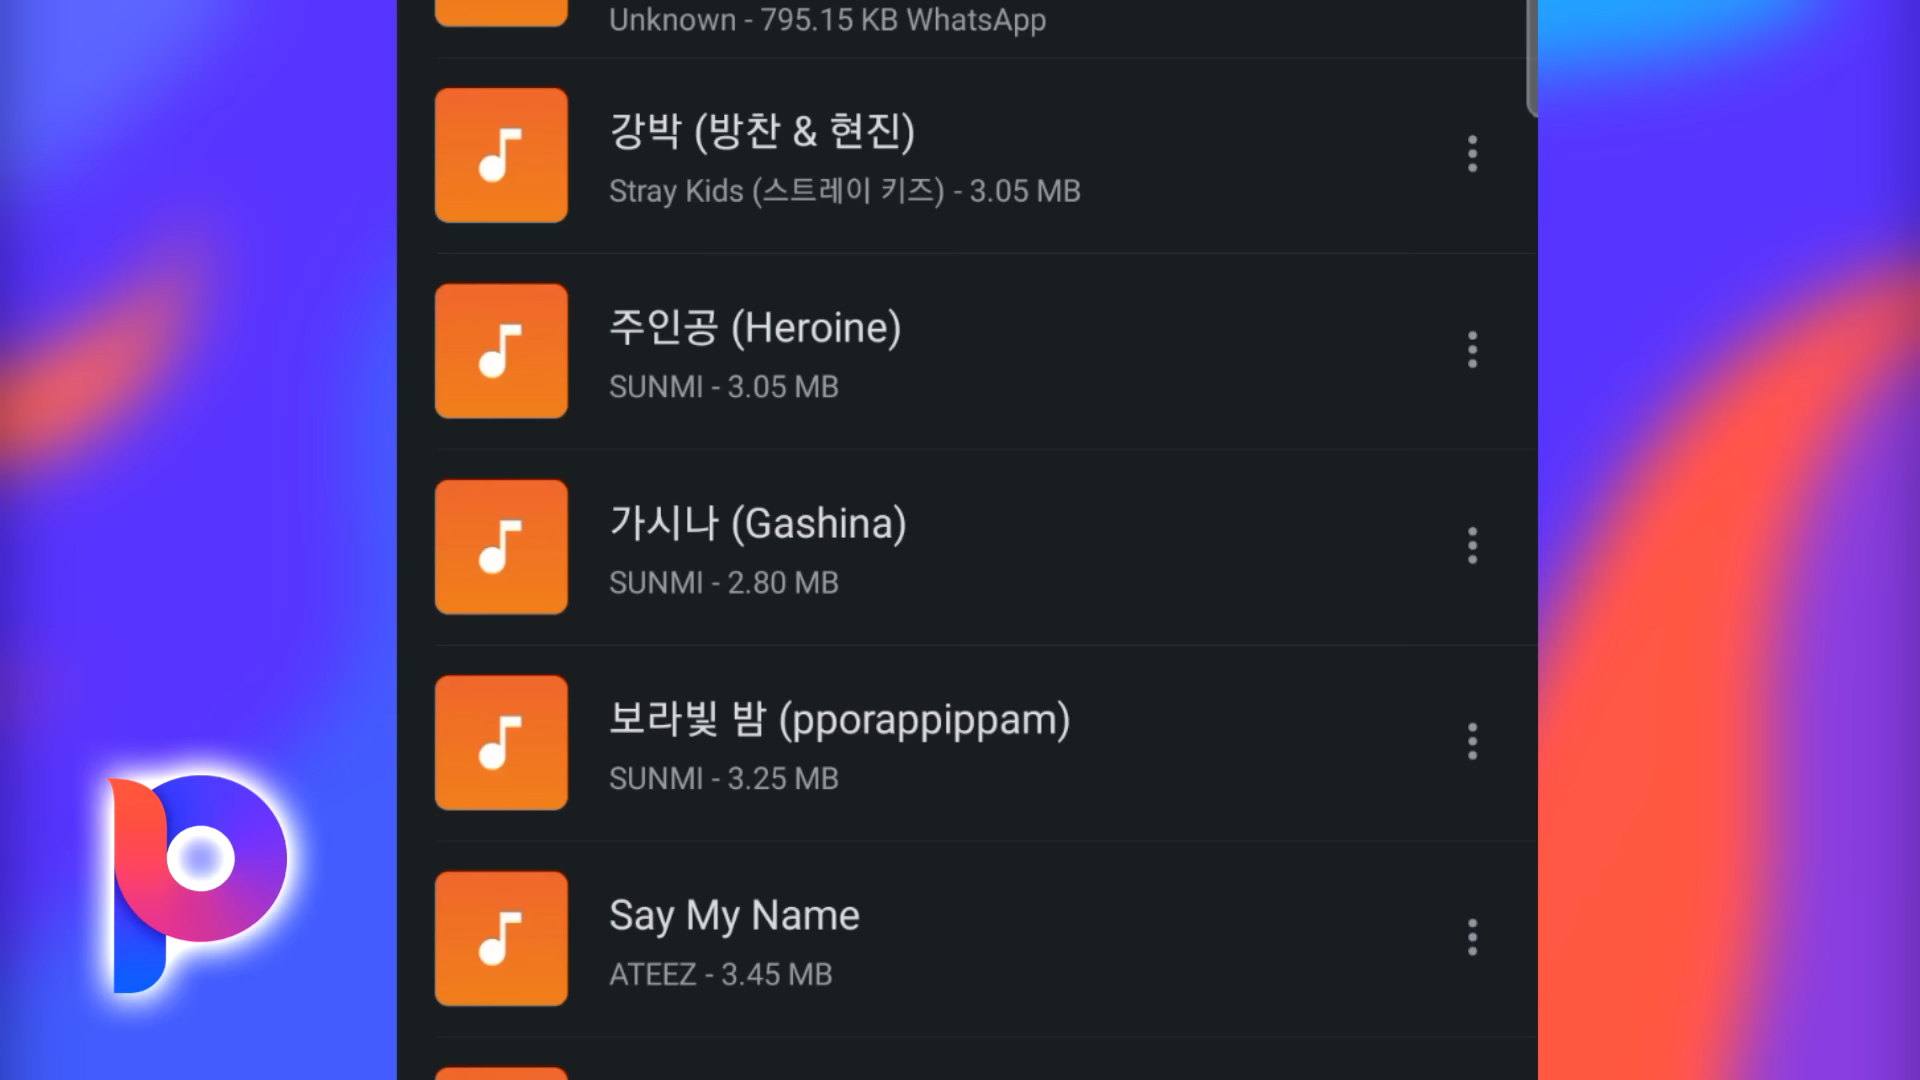 Unknown - 795.15 KB WhatsApp
강박 (방찬 & 현진)
Stray Kids (스트레이 키즈) - 3.05 MB
주인공 (Heroine)
SUNMI - 3.05 MB
가시나 (Gashina)
SUNMI - 2.80 MB
보라빛 밤 (pporappippam)
SUNMI - 3.25 MB
Say My Name
ATEEZ - 3.45 MB